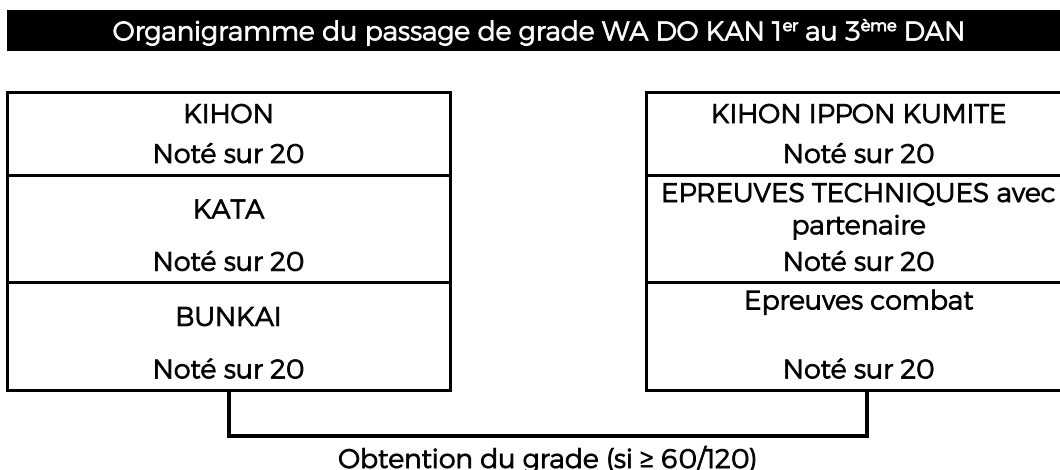 Organigramme du passage de grade WA DO KAN 1er au 3ème DAN
KIHON
Noté sur 20
KATA
Noté sur 20
BUNKAI
Noté sur 20
KIHON IPPON KUMITE
Noté sur 20
EPREUVES TECHNIQUES avec
partenaire
Noté sur 20
Epreuves combat
Noté sur 20
Obtention du grade (si ≥ 60/120)